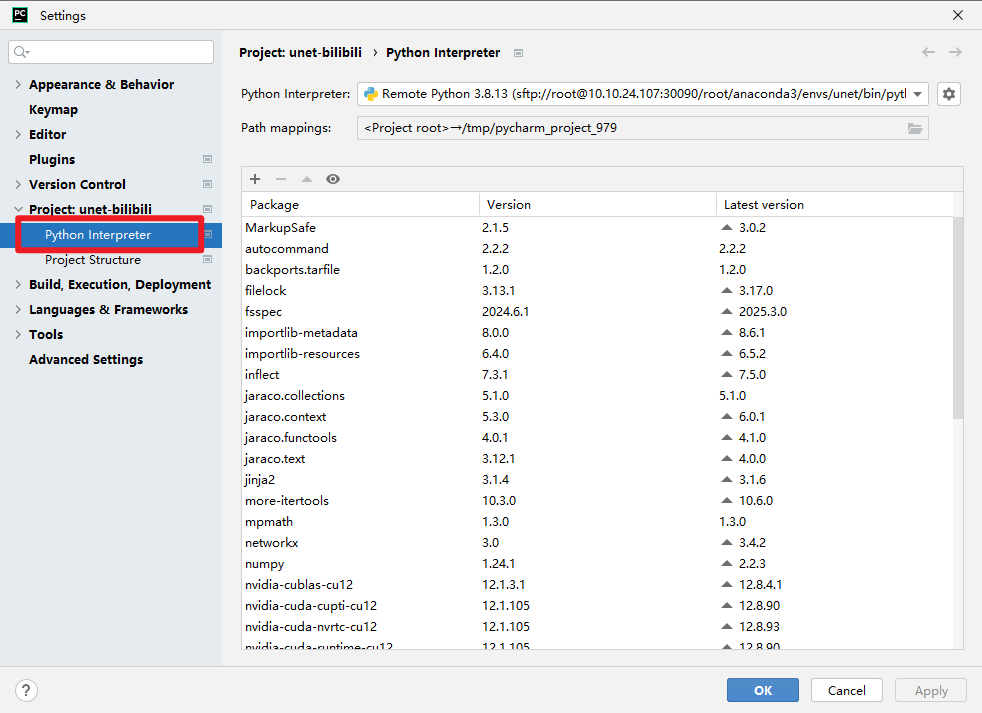 PC Settings
Project: unet-bilibili › Python Interpreter
Appearance & Behavior
Keymap
Editor
Plugins
Version Control
Project: unet-bilibili
Python Interpreter
Project Structure
Build, Execution, Deployment
Languages & Frameworks
Tools
Advanced Settings
Python Interpreter: Remote Python 3.8.13 (sftp://root@10.10.24.107:30090/root/anaconda3/envs/unet/bin/pyt
Path mappings: <Project root>→/tmp/pycharm_project_979
Package Version Latest version
MarkupSafe 2.1.5 3.0.2
autocommand 2.2.2 2.2.2
backports.tarfile 1.2.0 1.2.0
filelock 3.13.1 3.17.0
fsspec 2024.6.1 2025.3.0
importlib-metadata 8.0.0 8.6.1
importlib-resources 6.4.0 6.5.2
inflect 7.3.1 7.5.0
jaraco.collections 5.1.0 5.1.0
jaraco.context 5.3.0 6.0.1
jaraco.functools 4.0.1 4.1.0
jaraco.text 3.12.1 4.0.0
jinja2 3.1.4 3.1.6
more-itertools 10.3.0 10.6.0
mpmath 1.3.0 1.3.0
networkx 3.0 3.4.2
numpy 1.24.1 2.2.3
nvidia-cublas-cu12 12.1.3.1 12.8.4.1
nvidia-cuda-cupti-cu12 12.1.105 12.8.90
nvidia-cuda-nvrtc-cu12 12.1.105 12.8.93
nvidia-cuda-runtime-cu12 12.1.105 12.8.90
? OK Cancel Apply